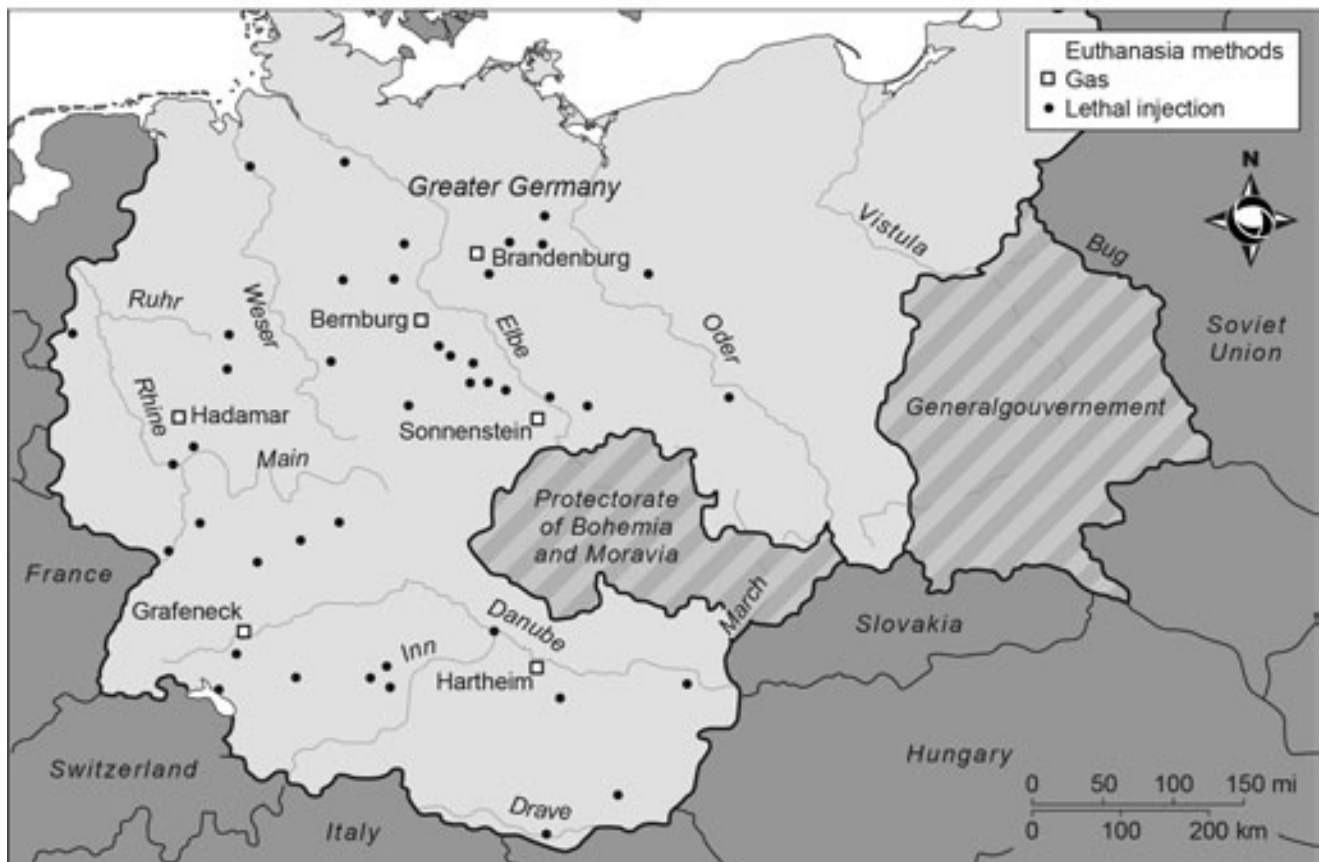 Euthanasia methods
Gas
Lethal injection
N
Greater Germany
Vistula
Bug
Brandenburg
Ruhr
Weser
Bernburg
Elbe
Oder
Soviet
Union
Rhine
Hadamar
Generalgouvernement
Sonnenstein
Main
Protectorate
of Bohemia
and Moravia
France
March
Grafeneck
Danube
Slovakia
Inn
Hartheim
Switzerland
Hungary
0 50 100 150 mi
Drave
0 100 200 km
Italy